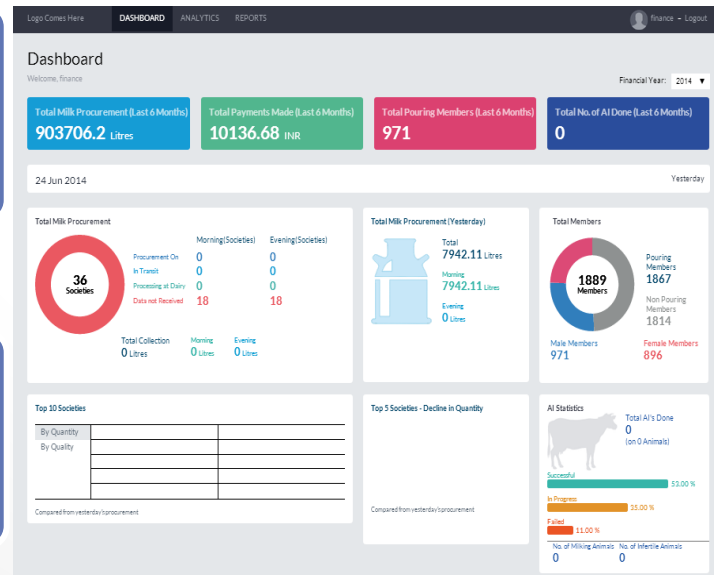 Logo Comes Here DASHBOARD ANALYTICS REPORTS finance - Logout
Dashboard
Welcome, finance
Financial Year: 2014 ▼
Total Milk Procurement (Last 6 Months)
903706.2 Litres
Total Payments Made (Last 6 Months)
10136.68 INR
Total Pouring Members (Last 6 Months)
971
Total No. of AI Done (Last 6 Months)
0
24 Jun 2014 Yesterday
Total Milk Procurement
36
Societies
Morning(Societies) Evening(Societies)
Procurement On 0 0
In Transit 0 0
Processing at Dairy 0 0
Data not Received 18 18
Total Collection Morning Evening
0 Litres 0 Litres 0 Litres
Total Milk Procurement (Yesterday)
Total
7942.11 Litres
Morning
7942.11 Litres
Evening
0 Litres
Total Members
1889
Members
Pouring
Members
1867
Non Pouring
Members
1814
Male Members Female Members
971 896
Top 10 Societies
By Quantity
By Quality
Compared from yesterday's procurement
Top 5 Societies - Decline in Quantity
Compared from yesterday's procurement
AI Statistics
Total AI's Done
0
(on 0 Animals)
Successful
53.00 %
In Progress
35.00 %
Failed
11.00 %
No. of Milking Animals No. of Infertile Animals
0 0